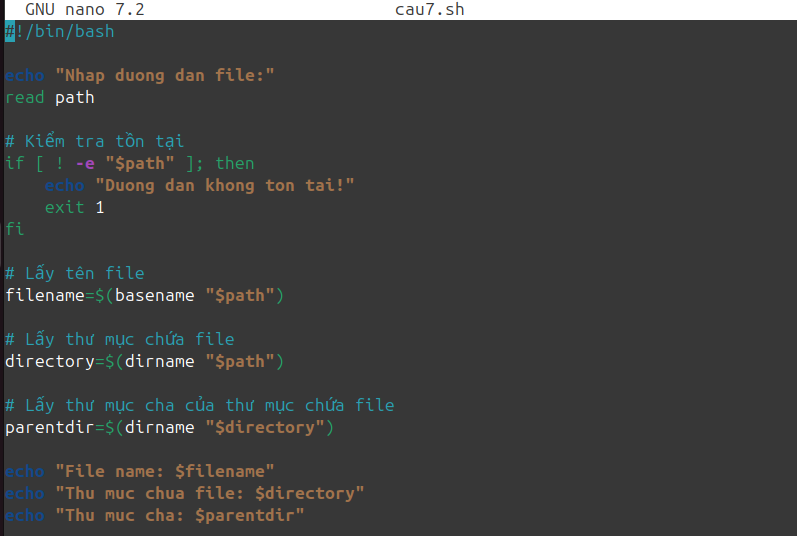 GNU nano 7.2 cau7.sh
#!/bin/bash
echo "Nhap duong dan file:"
read path
# Kiểm tra tồn tại
if [ ! -e "$path" ]; then
    echo "Duong dan khong ton tai!"
    exit 1
fi
# Lấy tên file
filename=$(basename "$path")
# Lấy thư mục chứa file
directory=$(dirname "$path")
# Lấy thư mục cha của thư mục chứa file
parentdir=$(dirname "$directory")
echo "File name: $filename"
echo "Thu muc chua file: $directory"
echo "Thu muc cha: $parentdir"